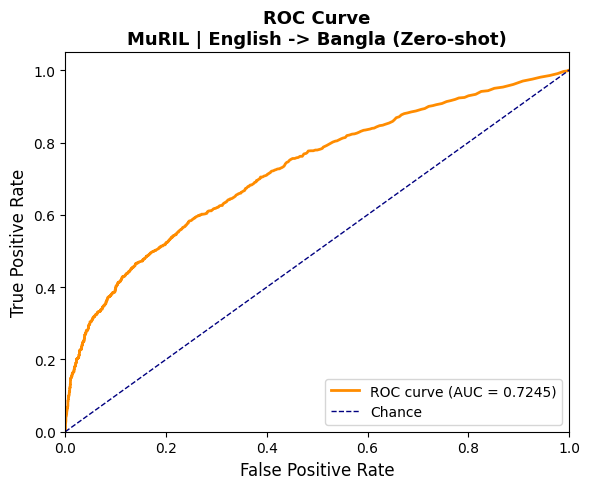 ROC Curve
MuRIL | English -> Bangla (Zero-shot)
True Positive Rate
1.0
0.8
0.6
0.4
0.2
0.0
0.0 0.2 0.4 0.6 0.8 1.0
False Positive Rate
ROC curve (AUC = 0.7245)
Chance